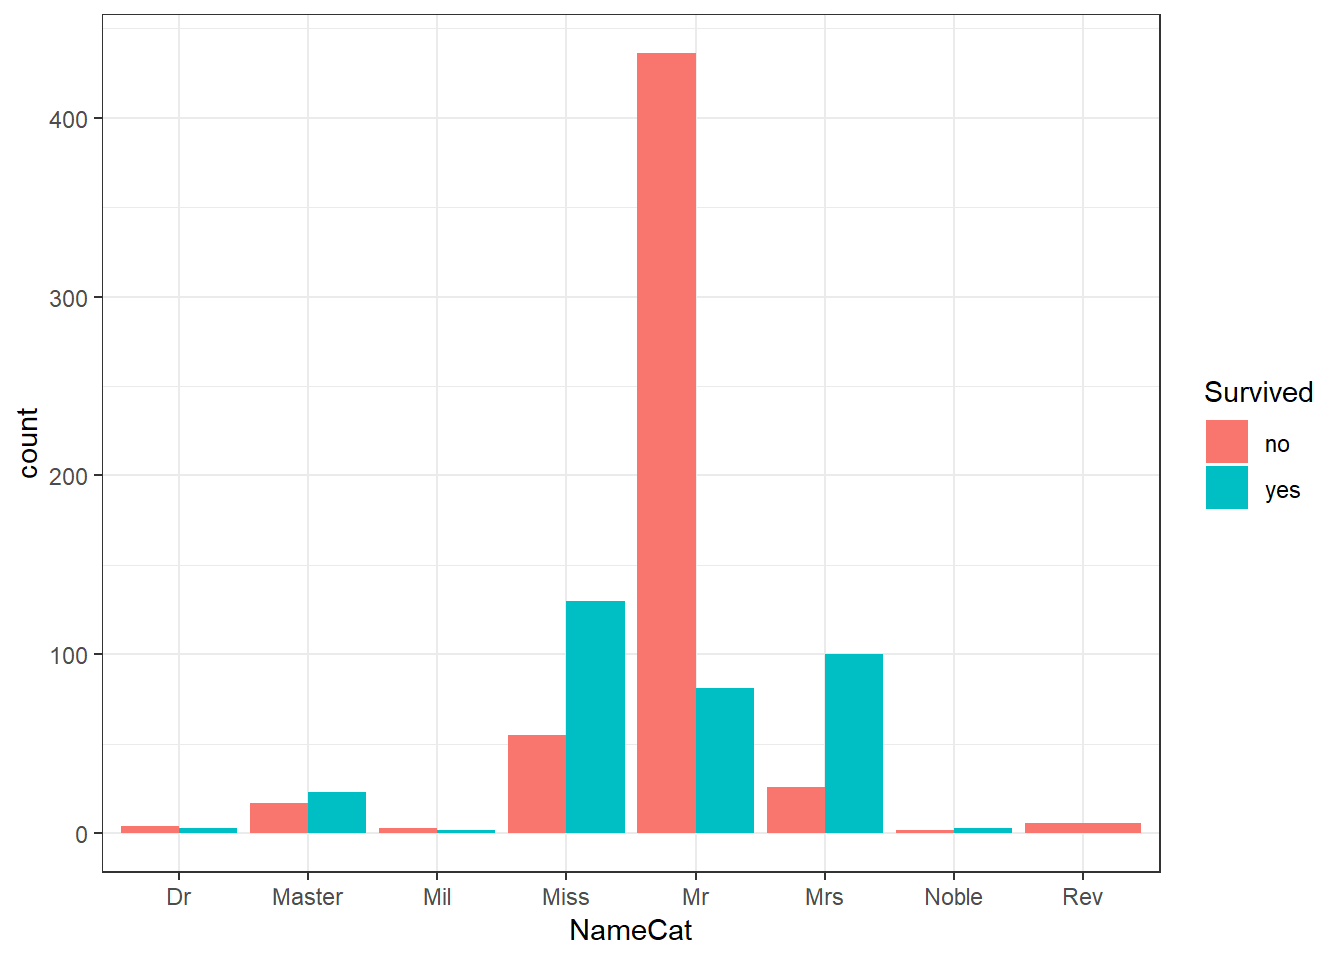 400
300
200
100
0
count
Dr Master Mil Miss Mr Mrs Noble Rev
NameCat
Survived
no
yes